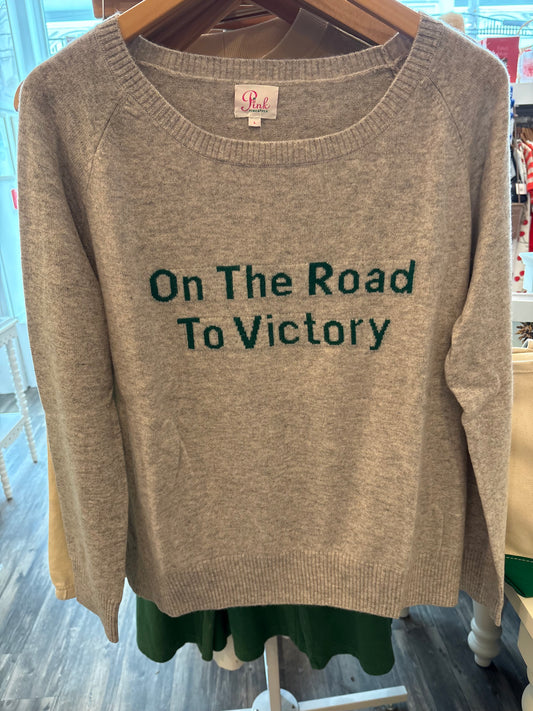 Pink
L
On The Road
To Victory